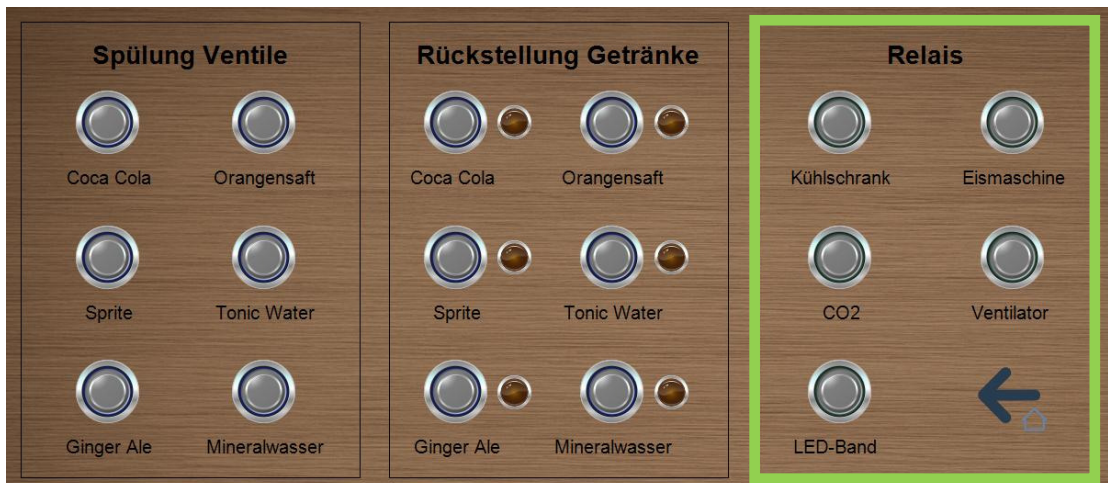 Spülung Ventile
Coca Cola
Orangensaft
Sprite
Tonic Water
Ginger Ale
Mineralwasser
Rückstellung Getränke
Coca Cola
Orangensaft
Sprite
Tonic Water
Ginger Ale
Mineralwasser
Relais
Kühlschrank
Eismaschine
CO2
Ventilator
LED-Band